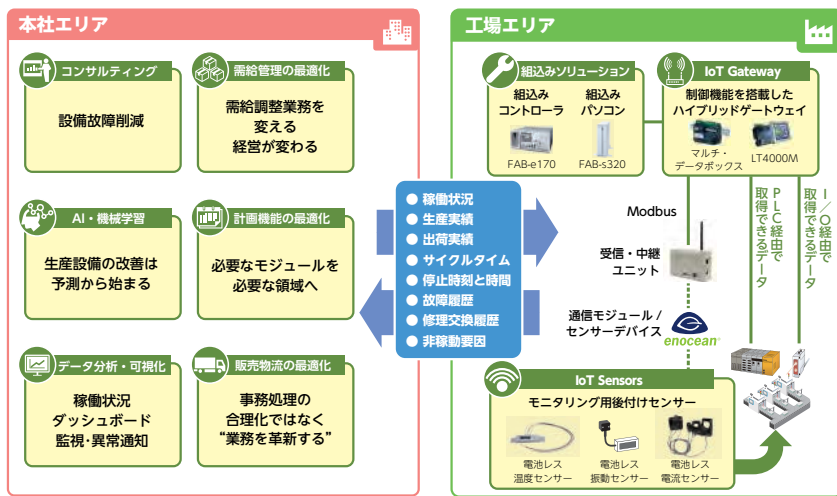 本社エリア
コンサルティング
設備故障削減
需給管理の最適化
需給調整業務を
変える
経営が変わる
AI・機械学習
生産設備の改善は
予測から始まる
計画機能の最適化
必要なモジュールを
必要な領域へ
データ分析・可視化
稼働状況
ダッシュボード
監視・異常通知
販売物流の最適化
事務処理の
合理化ではなく
“業務を革新する”
● 稼働状況
● 生産実績
● 出荷実績
● サイクルタイム
● 停止時刻と時間
● 故障履歴
● 修理交換履歴
● 非稼動要因
工場エリア
組込みソリューション
組込み
コントローラ
FAB-e170
組込み
パソコン
FAB-s320
IoT Gateway
制御機能を搭載した
ハイブリッドゲートウェイ
マルチ・
データボックス
LT4000M
Modbus
受信・中継
ユニット
通信モジュール /
センサーデバイス
enocean®
PLC経由で
取得できるデータ
I/O経由で
取得できるデータ
IoT Sensors
モニタリング用後付けセンサー
電池レス
温度センサー
電池レス
振動センサー
電池レス
電流センサー